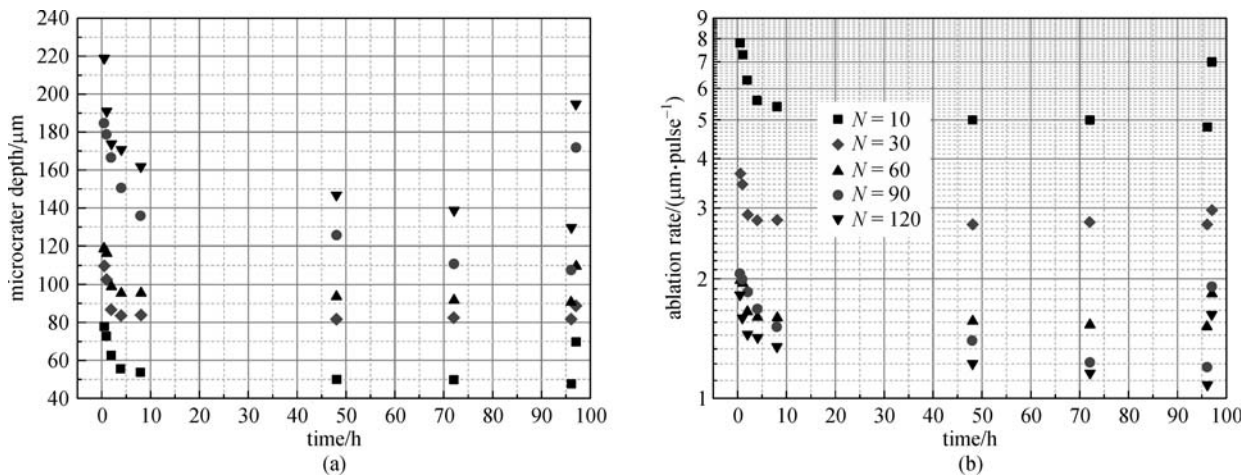 240
220
200
180
160
140
120
100
80
60
40
microcrater depth/μm
0 10 20 30 40 50 60 70 80 90 100
time/h
(a)
9
8
7
6
5
4
3
2
1
ablation rate/(μm·pulse⁻¹)
N = 10
N = 30
N = 60
N = 90
N = 120
0 10 20 30 40 50 60 70 80 90 100
time/h
(b)